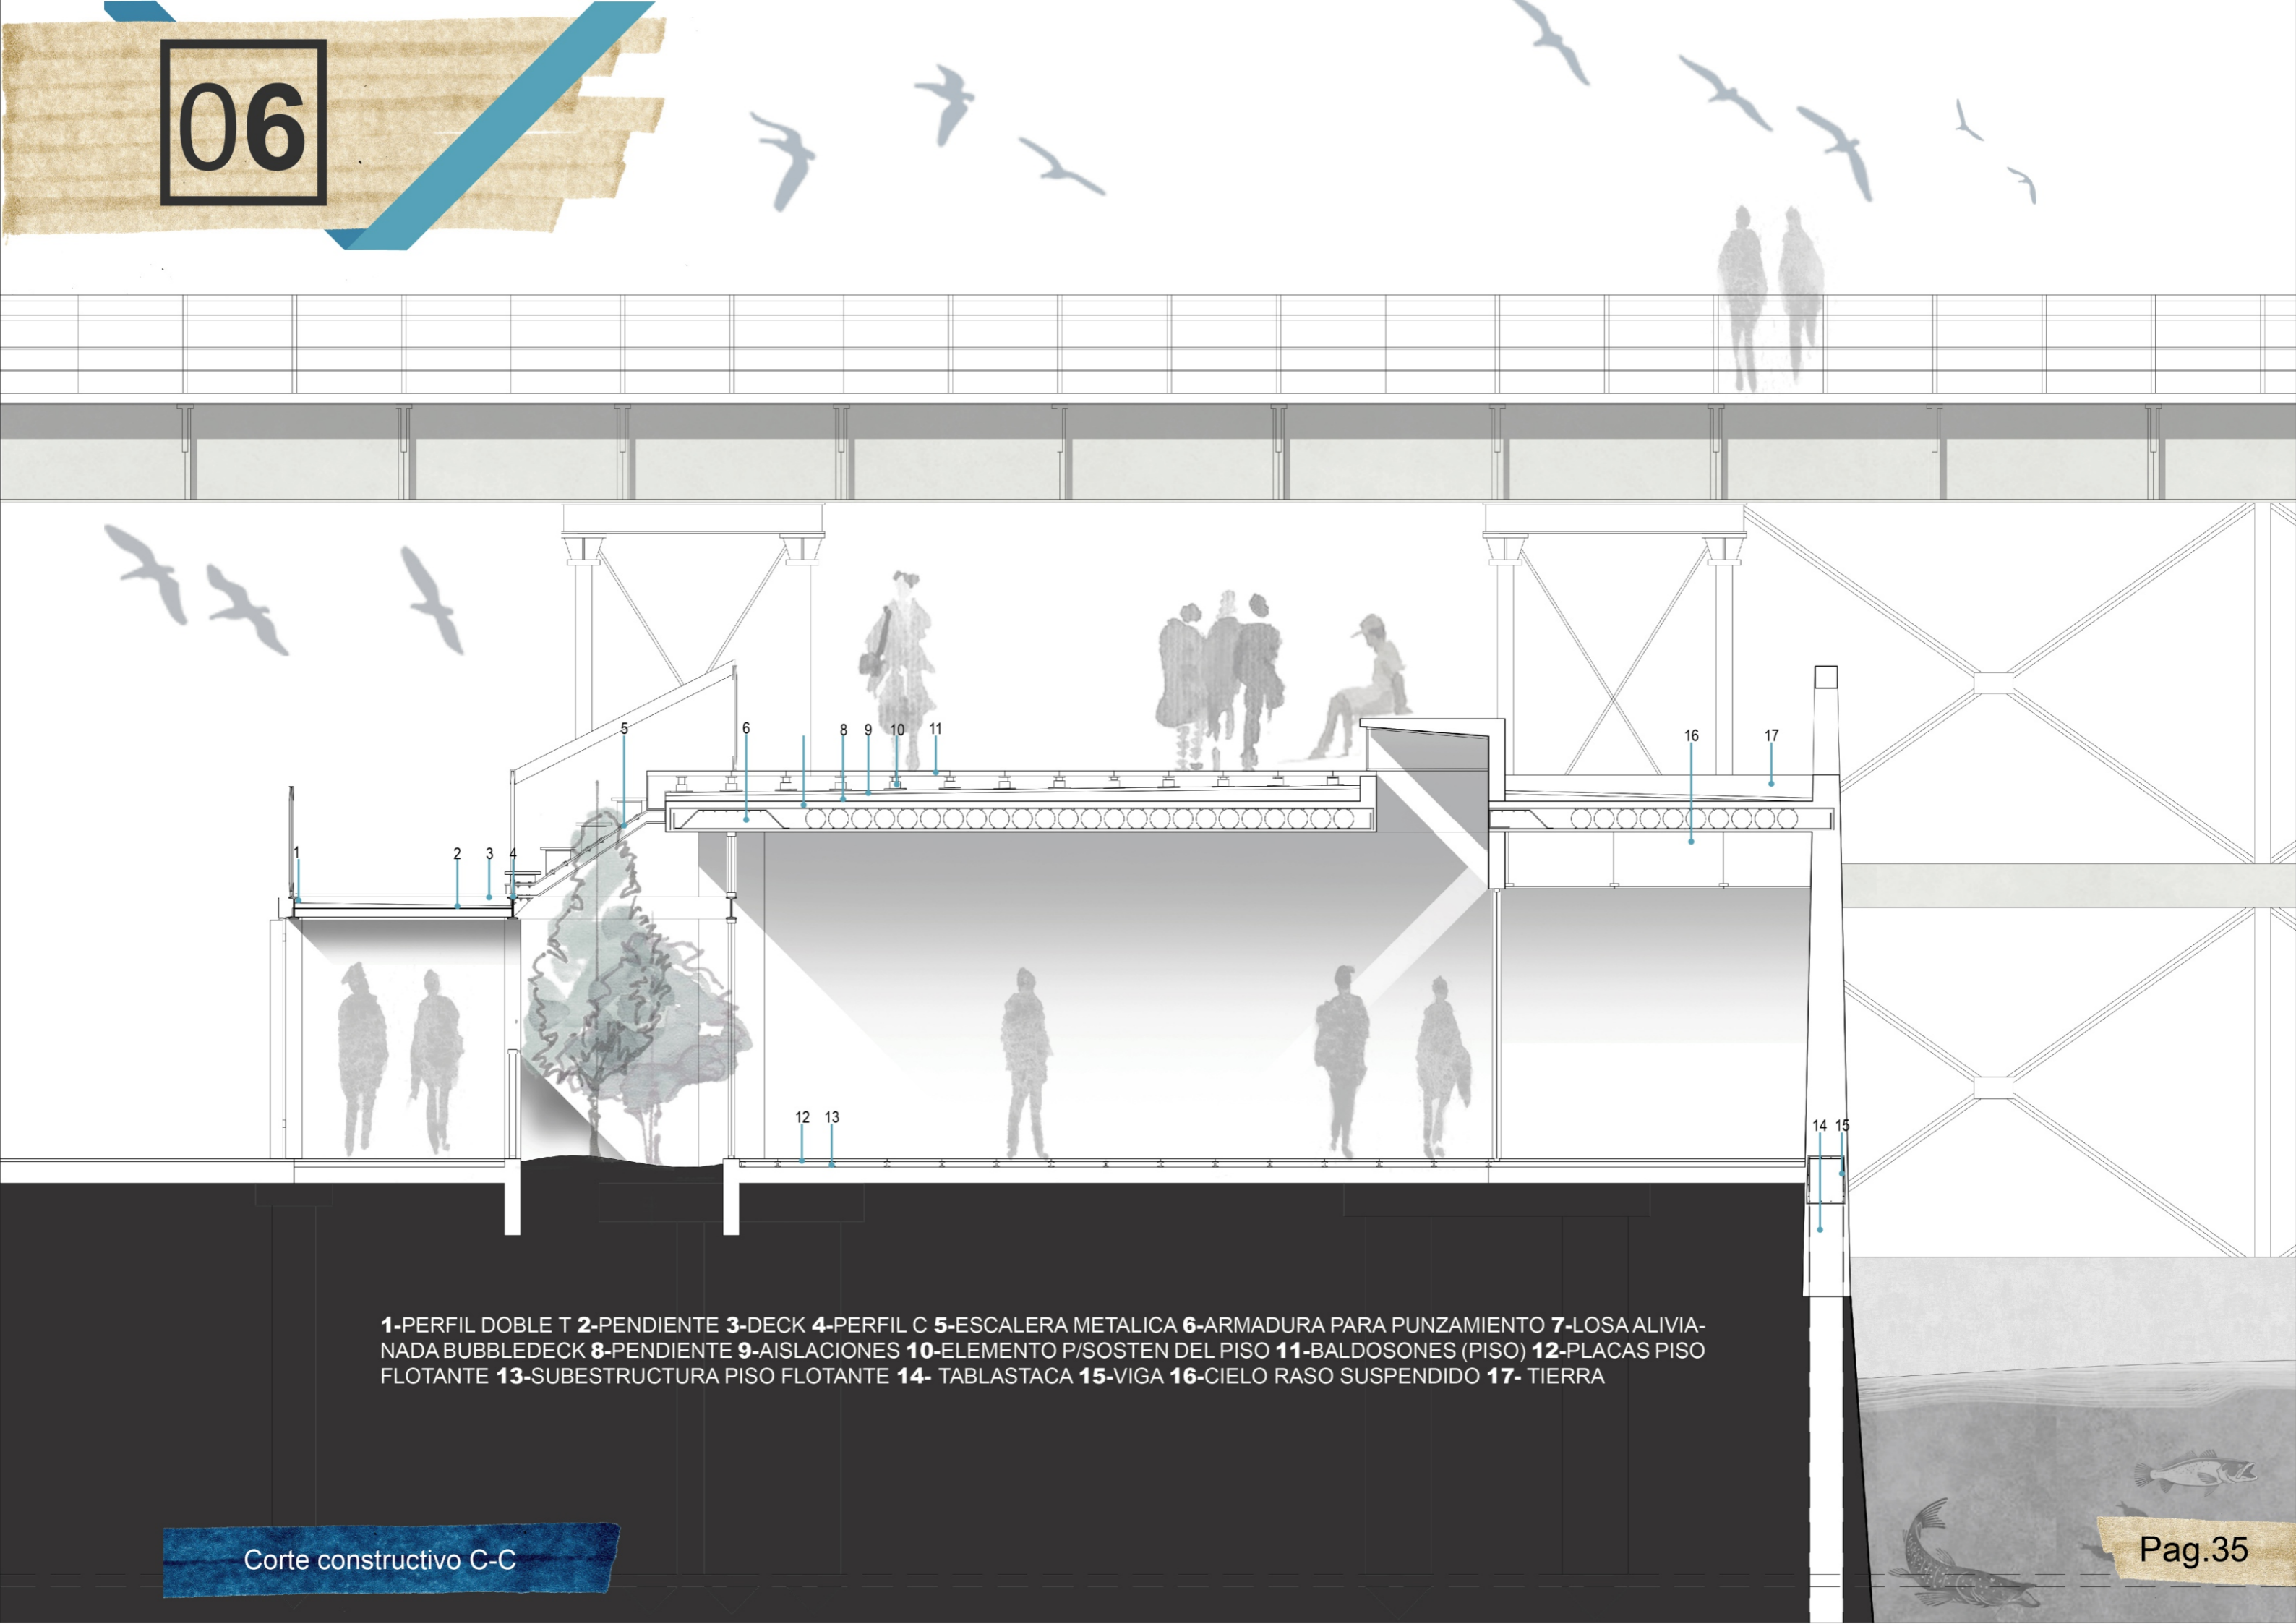 06
5 6 8 9 10 11 16 17
1 2 3 4
12 13 14 15
1-PERFIL DOBLE T 2-PENDIENTE 3-DECK 4-PERFIL C 5-ESCALERA METALICA 6-ARMADURA PARA PUNZAMIENTO 7-LOSA ALIVIA-
NADA BUBBLEDECK 8-PENDIENTE 9-AISLACIONES 10-ELEMENTO P/SOSTEN DEL PISO 11-BALDOSONES (PISO) 12-PLACAS PISO
FLOTANTE 13-SUBESTRUCTURA PISO FLOTANTE 14- TABLASTACA 15-VIGA 16-CIELO RASO SUSPENDIDO 17- TIERRA
Corte constructivo C-C
Pag.35